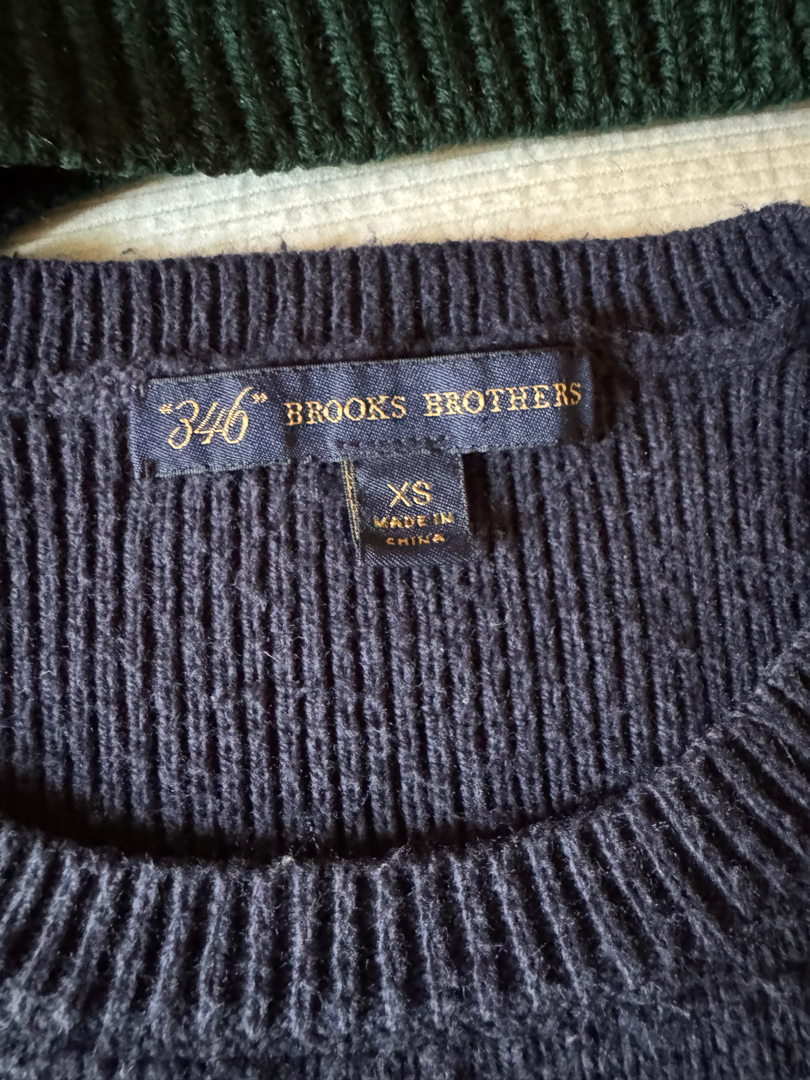 "346" BROOKS BROTHERS
XS
MADE IN
CHINA